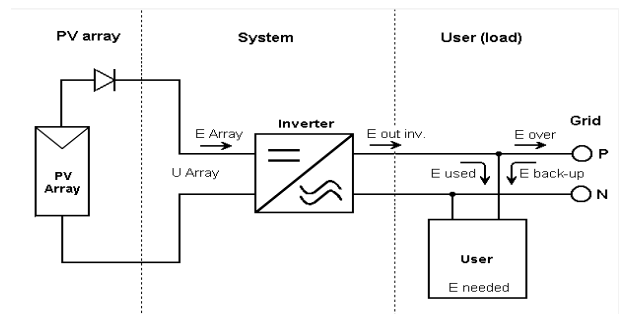 PV array
System
User (load)
Grid
Inverter
E Array
E out inv.
E over
P
U Array
E used
E back-up
N
PV
Array
User
E needed